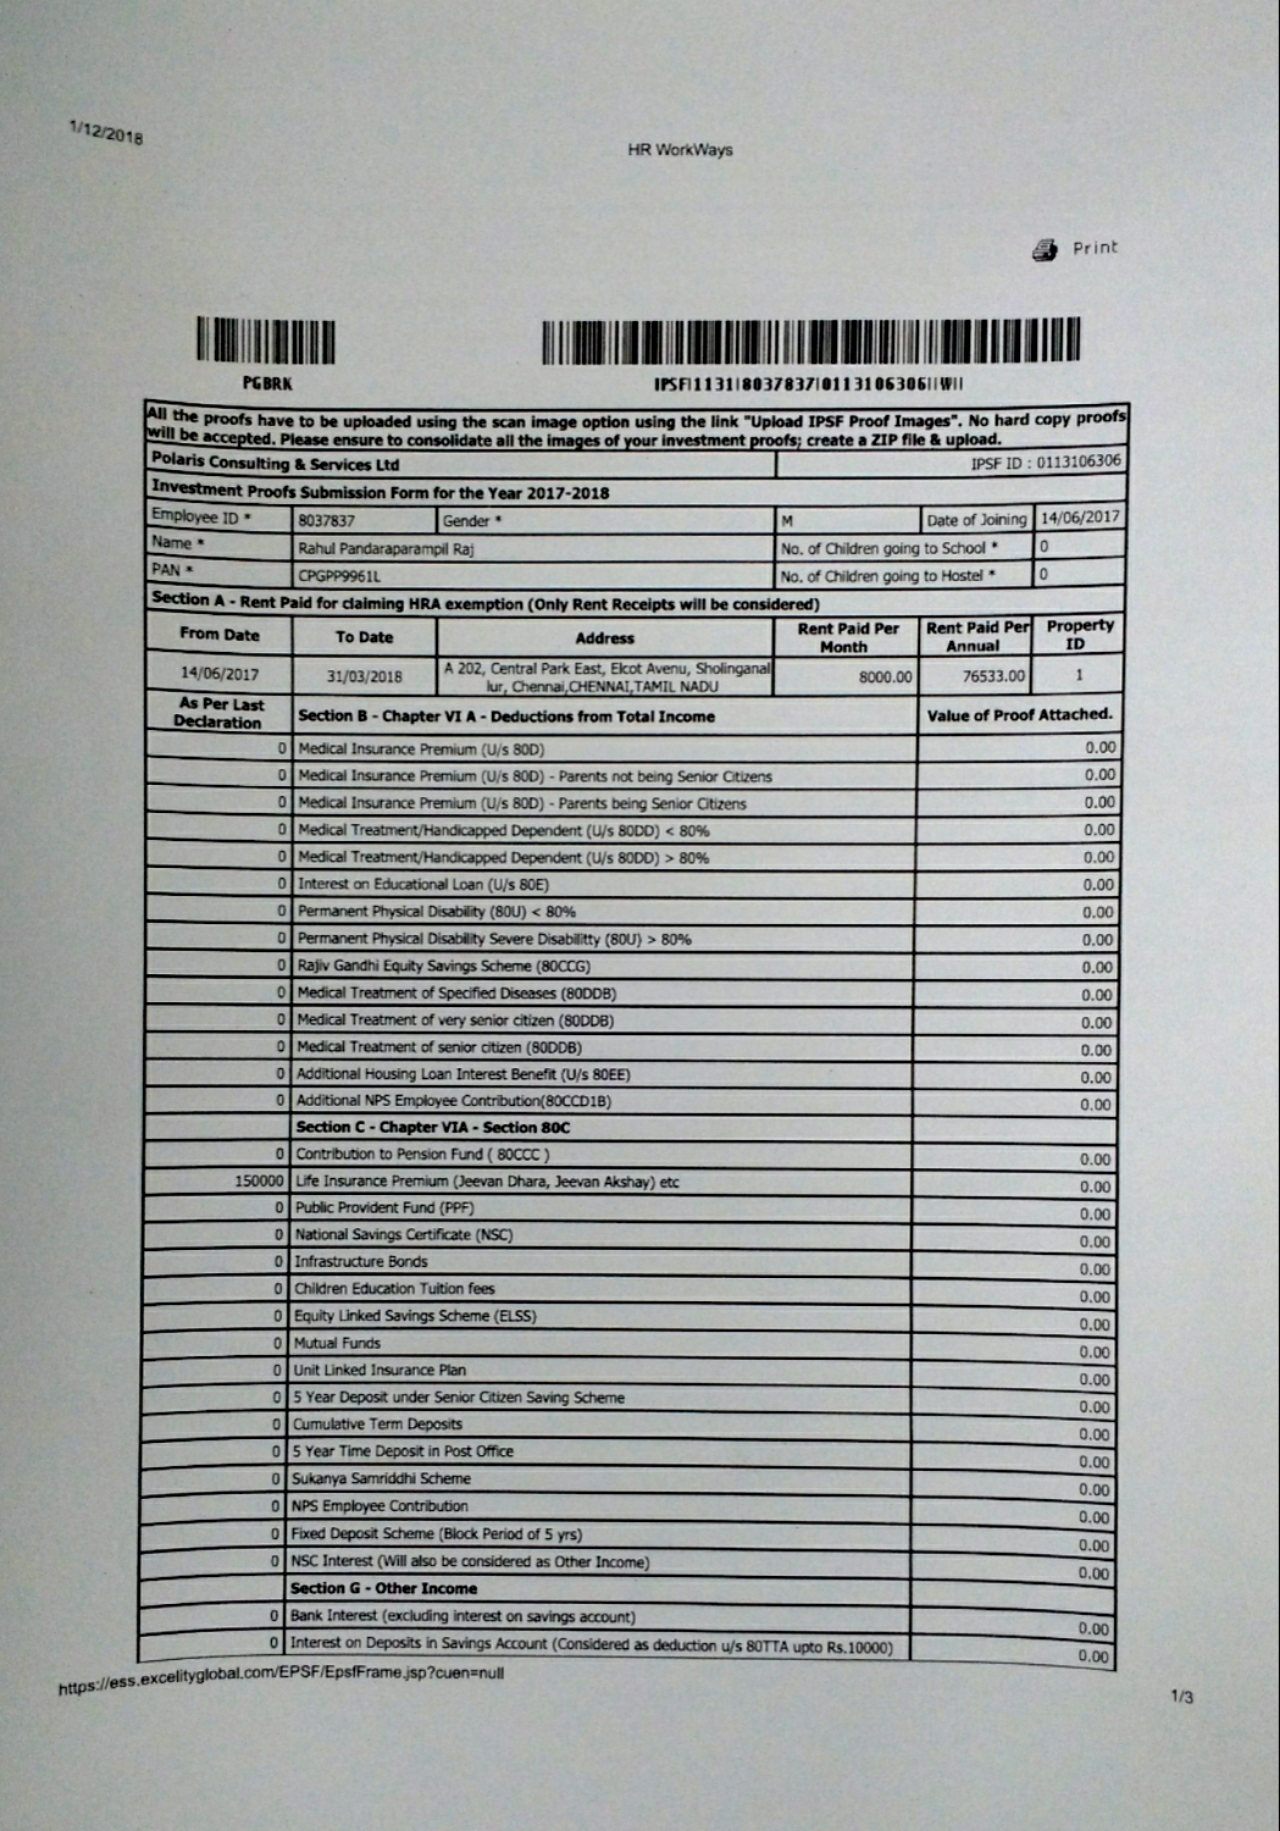 1/12/2018
HR WorkWays
Print
PGBRK
IPSF|1131|8037837|0113106306||W||
All the proofs have to be uploaded using the scan image option using the link "Upload IPSF Proof Images". No hard copy proofs
will be accepted. Please ensure to consolidate all the images of your investment proofs; create a ZIP file & upload.
Polaris Consulting & Services Ltd IPSF ID : 0113106306
Investment Proofs Submission Form for the Year 2017-2018
Employee ID * 8037837 Gender * M Date of Joining 14/06/2017
Name * Rahul Pandaraparampil Raj No. of Children going to School * 0
PAN * CPGPP9961L No. of Children going to Hostel * 0
Section A - Rent Paid for claiming HRA exemption (Only Rent Receipts will be considered)
From Date To Date Address Rent Paid Per Month Rent Paid Per Annual Property ID
14/06/2017 31/03/2018 A 202, Central Park East, Elcot Avenu, Sholinganal 8000.00 76533.00 1
lur, Chennai,CHENNAI,TAMIL NADU
As Per Last Declaration Section B - Chapter VI A - Deductions from Total Income Value of Proof Attached.
0 Medical Insurance Premium (U/s 80D) 0.00
0 Medical Insurance Premium (U/s 80D) - Parents not being Senior Citizens 0.00
0 Medical Insurance Premium (U/s 80D) - Parents being Senior Citizens 0.00
0 Medical Treatment/Handicapped Dependent (U/s 80DD) < 80% 0.00
0 Medical Treatment/Handicapped Dependent (U/s 80DD) > 80% 0.00
0 Interest on Educational Loan (U/s 80E) 0.00
0 Permanent Physical Disability (80U) < 80% 0.00
0 Permanent Physical Disability Severe Disabilitty (80U) > 80% 0.00
0 Rajiv Gandhi Equity Savings Scheme (80CCG) 0.00
0 Medical Treatment of Specified Diseases (80DDB) 0.00
0 Medical Treatment of very senior citizen (80DDB) 0.00
0 Medical Treatment of senior citizen (80DDB) 0.00
0 Additional Housing Loan Interest Benefit (U/s 80EE) 0.00
0 Additional NPS Employee Contribution(80CCD1B) 0.00
Section C - Chapter VIA - Section 80C
0 Contribution to Pension Fund ( 80CCC ) 0.00
150000 Life Insurance Premium (Jeevan Dhara, Jeevan Akshay) etc 0.00
0 Public Provident Fund (PPF) 0.00
0 National Savings Certificate (NSC) 0.00
0 Infrastructure Bonds 0.00
0 Children Education Tuition fees 0.00
0 Equity Linked Savings Scheme (ELSS) 0.00
0 Mutual Funds 0.00
0 Unit Linked Insurance Plan 0.00
0 5 Year Deposit under Senior Citizen Saving Scheme 0.00
0 Cumulative Term Deposits 0.00
0 5 Year Time Deposit in Post Office 0.00
0 Sukanya Samriddhi Scheme 0.00
0 NPS Employee Contribution 0.00
0 Fixed Deposit Scheme (Block Period of 5 yrs) 0.00
0 NSC Interest (Will also be considered as Other Income) 0.00
Section G - Other Income
0 Bank Interest (excluding interest on savings account) 0.00
0 Interest on Deposits in Savings Account (Considered as deduction u/s 80TTA upto Rs.10000) 0.00
https://ess.excelityglobal.com/EPSF/EpsfFrame.jsp?cuen=null
1/3